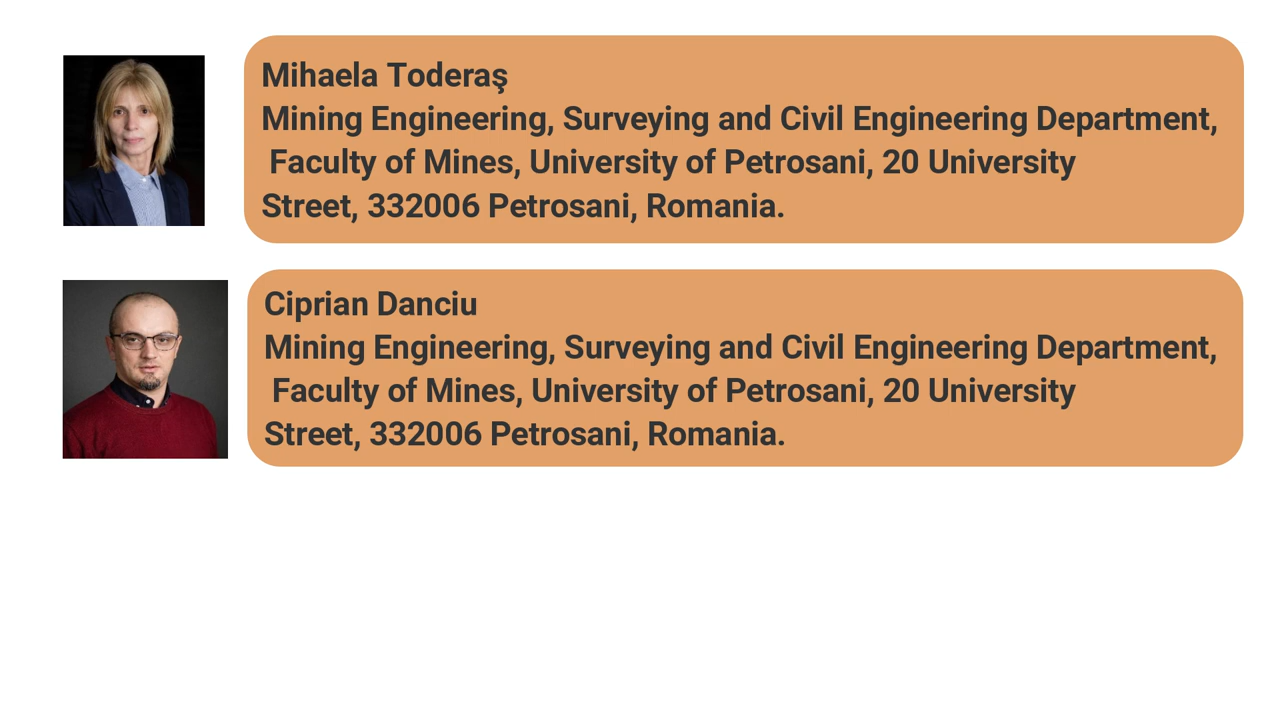 Mihaela Toderaş
Mining Engineering, Surveying and Civil Engineering Department,
Faculty of Mines, University of Petrosani, 20 University
Street, 332006 Petrosani, Romania.
Ciprian Danciu
Mining Engineering, Surveying and Civil Engineering Department,
Faculty of Mines, University of Petrosani, 20 University
Street, 332006 Petrosani, Romania.